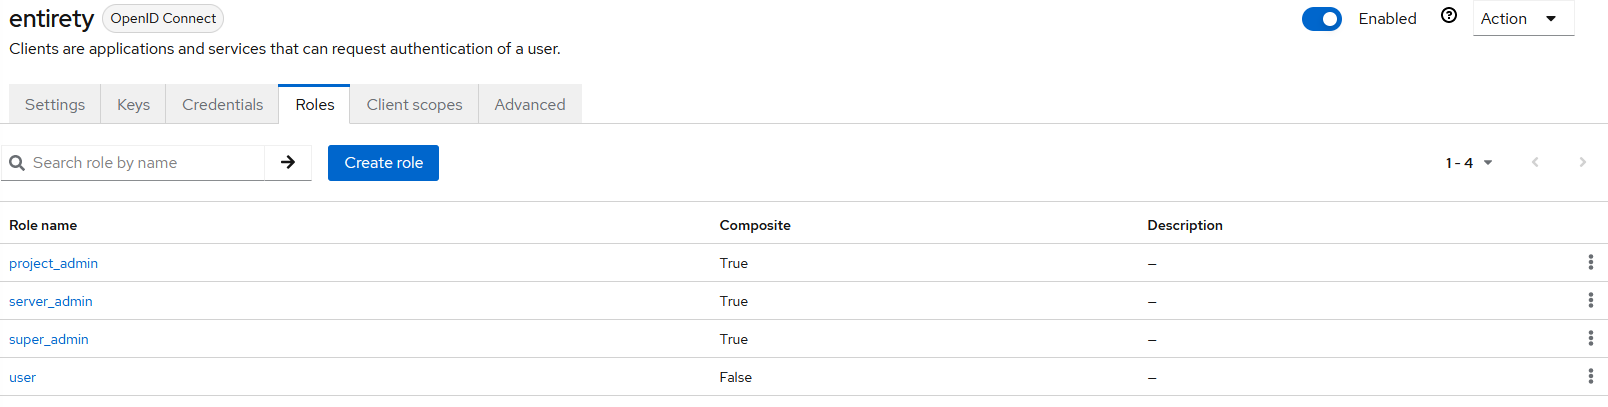 entirety OpenID Connect Enabled Action
Clients are applications and services that can request authentication of a user.
Settings Keys Credentials Roles Client scopes Advanced
Search role by name Create role 1 - 4
Role name Composite Description
project_admin True –
server_admin True –
super_admin True –
user False –